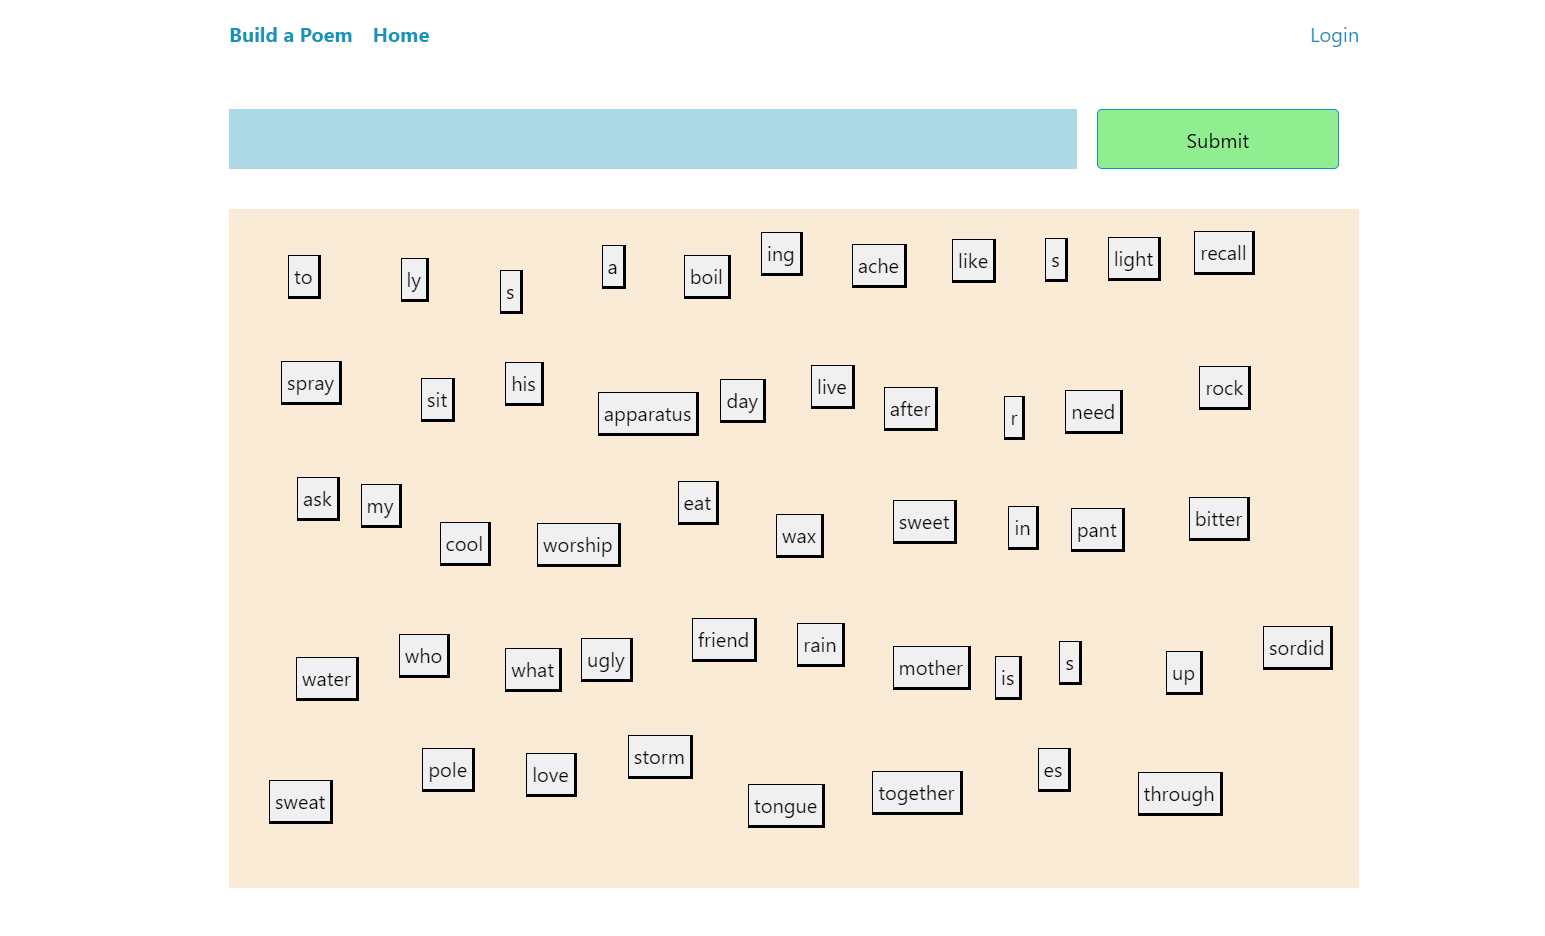 Build a Poem Home Login
Submit
to ly s a boil ing ache like s light recall
spray sit his apparatus day live after r need rock
ask my cool worship eat wax sweet in pant bitter
water who what ugly friend rain mother is s up sordid
sweat pole love storm tongue together es through